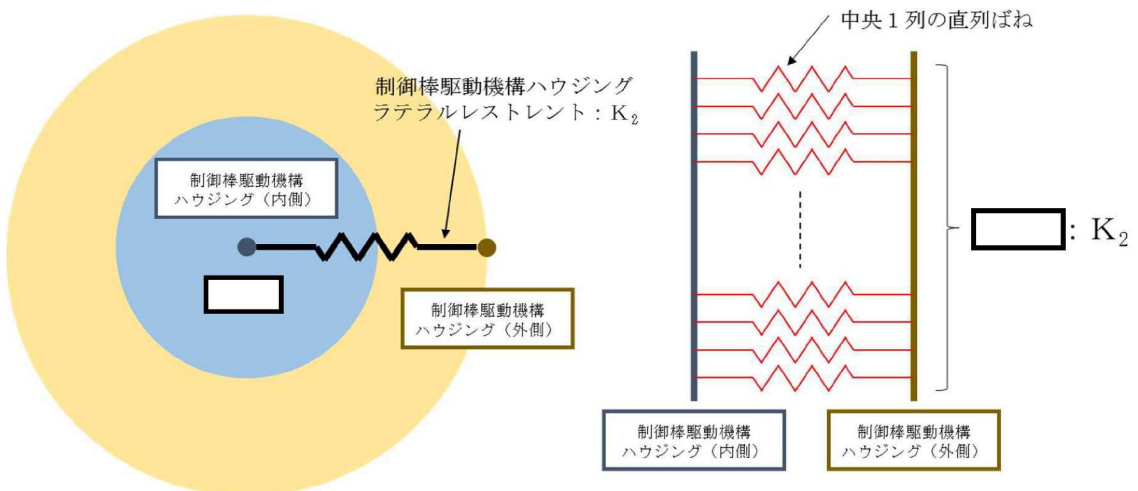 制御棒駆動機構ハウジング
ラテラルレストレント：K₂
制御棒駆動機構
ハウジング（内側）
制御棒駆動機構
ハウジング（外側）
中央１列の直列ばね
: K₂
制御棒駆動機構
ハウジング（内側）
制御棒駆動機構
ハウジング（外側）